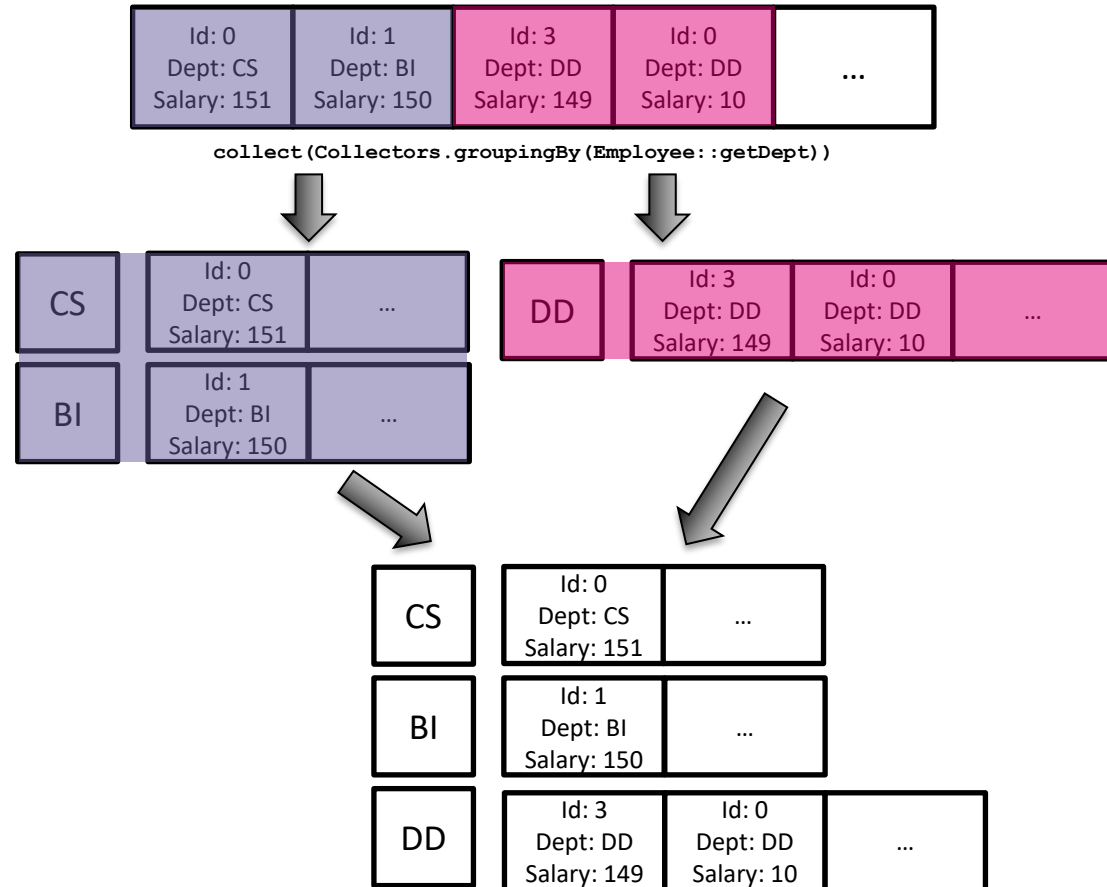 Id: 0
Dept: CS
Salary: 151
Id: 1
Dept: BI
Salary: 150
Id: 3
Dept: DD
Salary: 149
Id: 0
Dept: DD
Salary: 10
...
collect(Collectors.groupingBy(Employee::getDept))
CS
Id: 0
Dept: CS
Salary: 151
...
BI
Id: 1
Dept: BI
Salary: 150
...
DD
Id: 3
Dept: DD
Salary: 149
Id: 0
Dept: DD
Salary: 10
...
CS
Id: 0
Dept: CS
Salary: 151
...
BI
Id: 1
Dept: BI
Salary: 150
...
DD
Id: 3
Dept: DD
Salary: 149
Id: 0
Dept: DD
Salary: 10
...